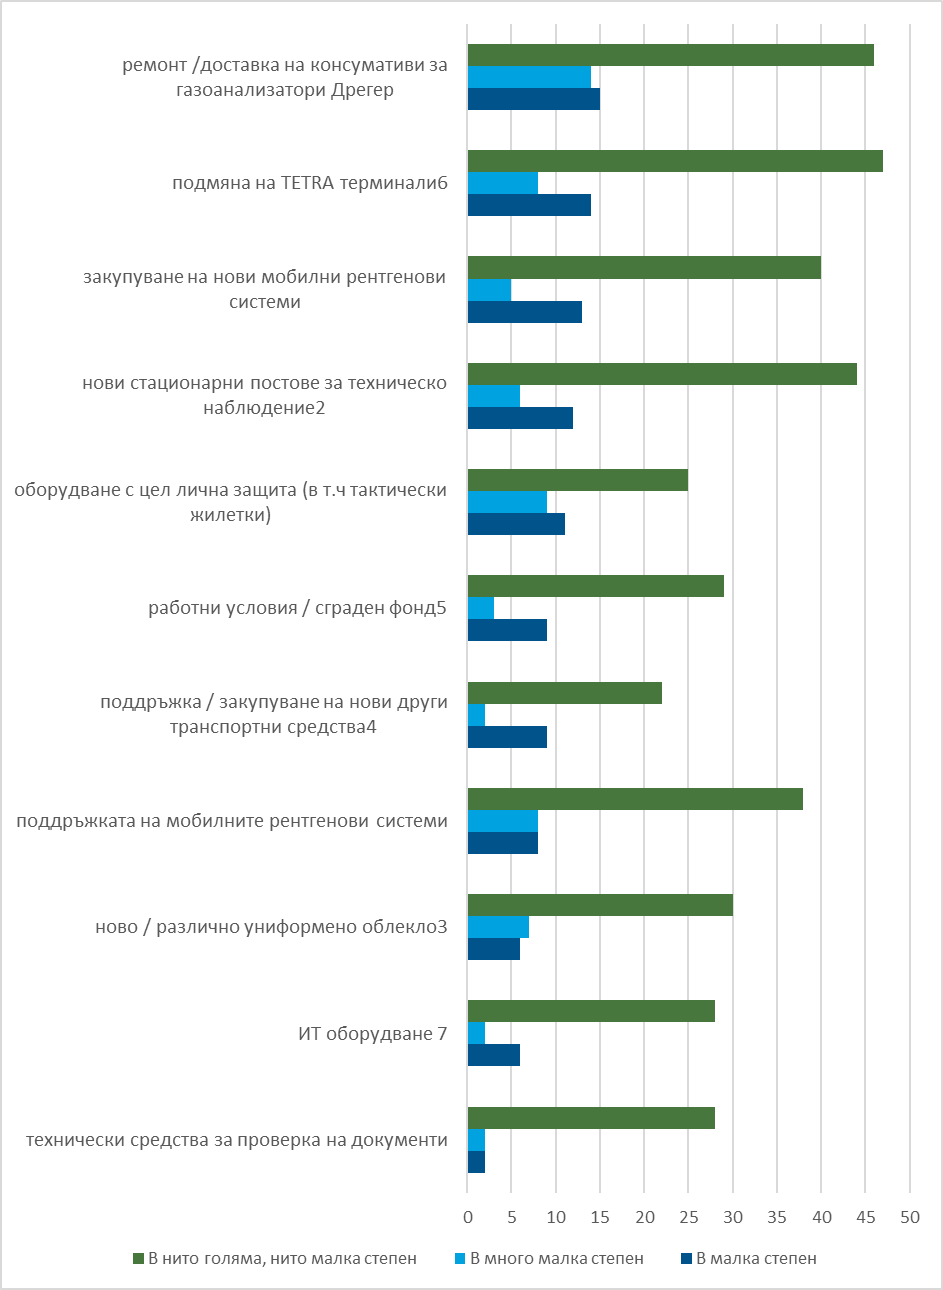 ремонт /доставка на консумативи за
газоанализатори Дрегер
подмяна на TETRA терминали6
закупуване на нови мобилни рентгенови
системи
нови стационарни постове за техническо
наблюдение2
оборудване с цел лична защита (в т.ч тактически
жилетки)
работни условия / сграден фонд5
поддръжка / закупуване на нови други
транспортни средства4
поддръжката на мобилните рентгенови системи
ново / различно униформено облекло3
ИТ оборудване 7
технически средства за проверка на документи
0 5 10 15 20 25 30 35 40 45 50
В нито голяма, нито малка степен В много малка степен В малка степен